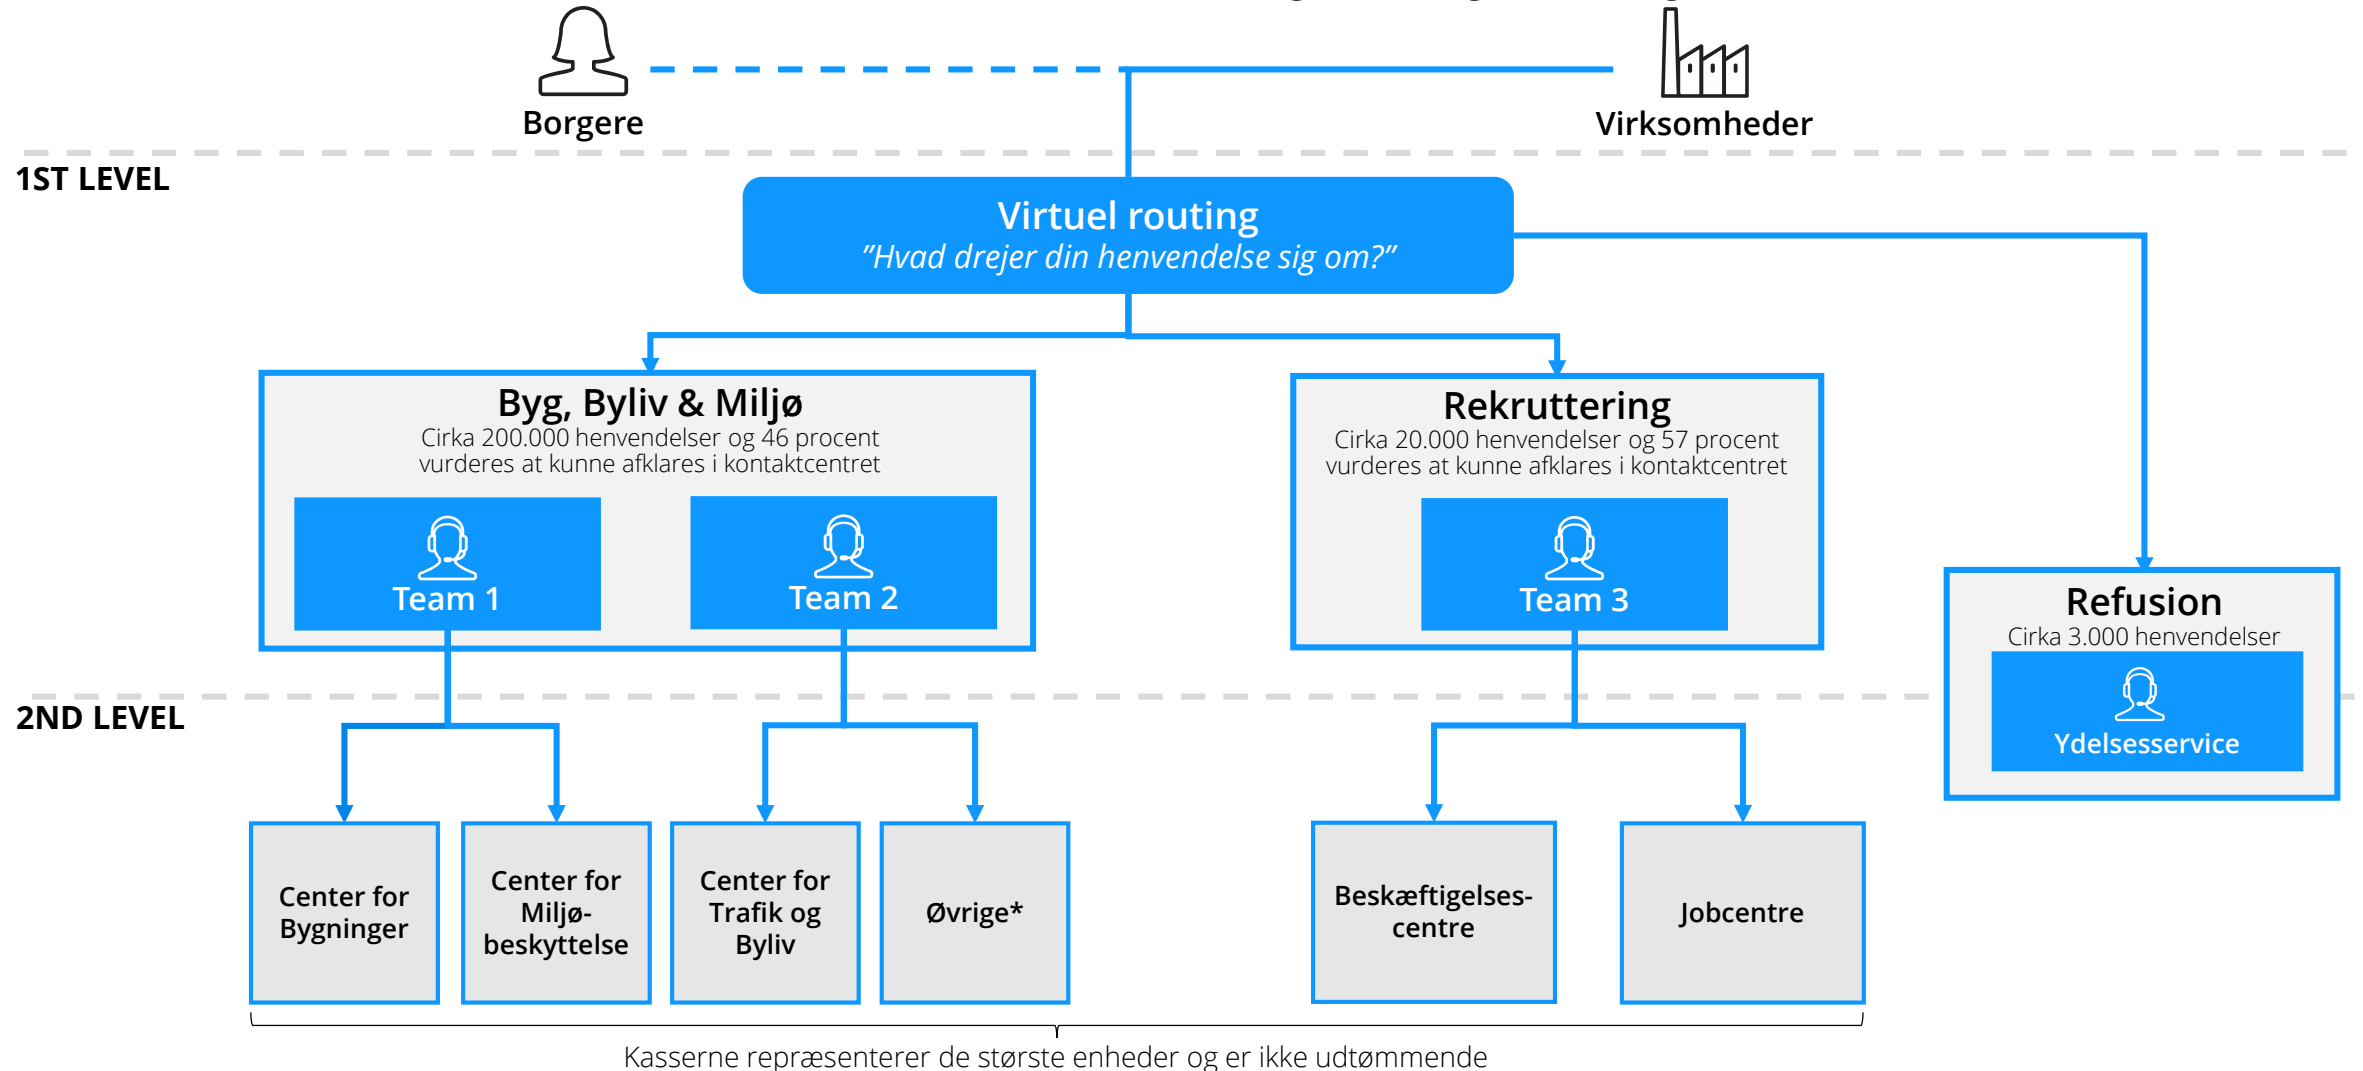 Borgere
Virksomheder
1ST LEVEL
Virtuel routing
”Hvad drejer din henvendelse sig om?”
Byg, Byliv & Miljø
Cirka 200.000 henvendelser og 46 procent
vurderes at kunne afklares i kontaktcentret
Team 1
Team 2
Rekruttering
Cirka 20.000 henvendelser og 57 procent
vurderes at kunne afklares i kontaktcentret
Team 3
Refusion
Cirka 3.000 henvendelser
Ydelsesservice
2ND LEVEL
Center for
Bygninger
Center for
Miljø-
beskyttelse
Center for
Trafik og
Byliv
Øvrige*
Beskæftigelses-
centre
Jobcentre
Kasserne repræsenterer de største enheder og er ikke udtømmende